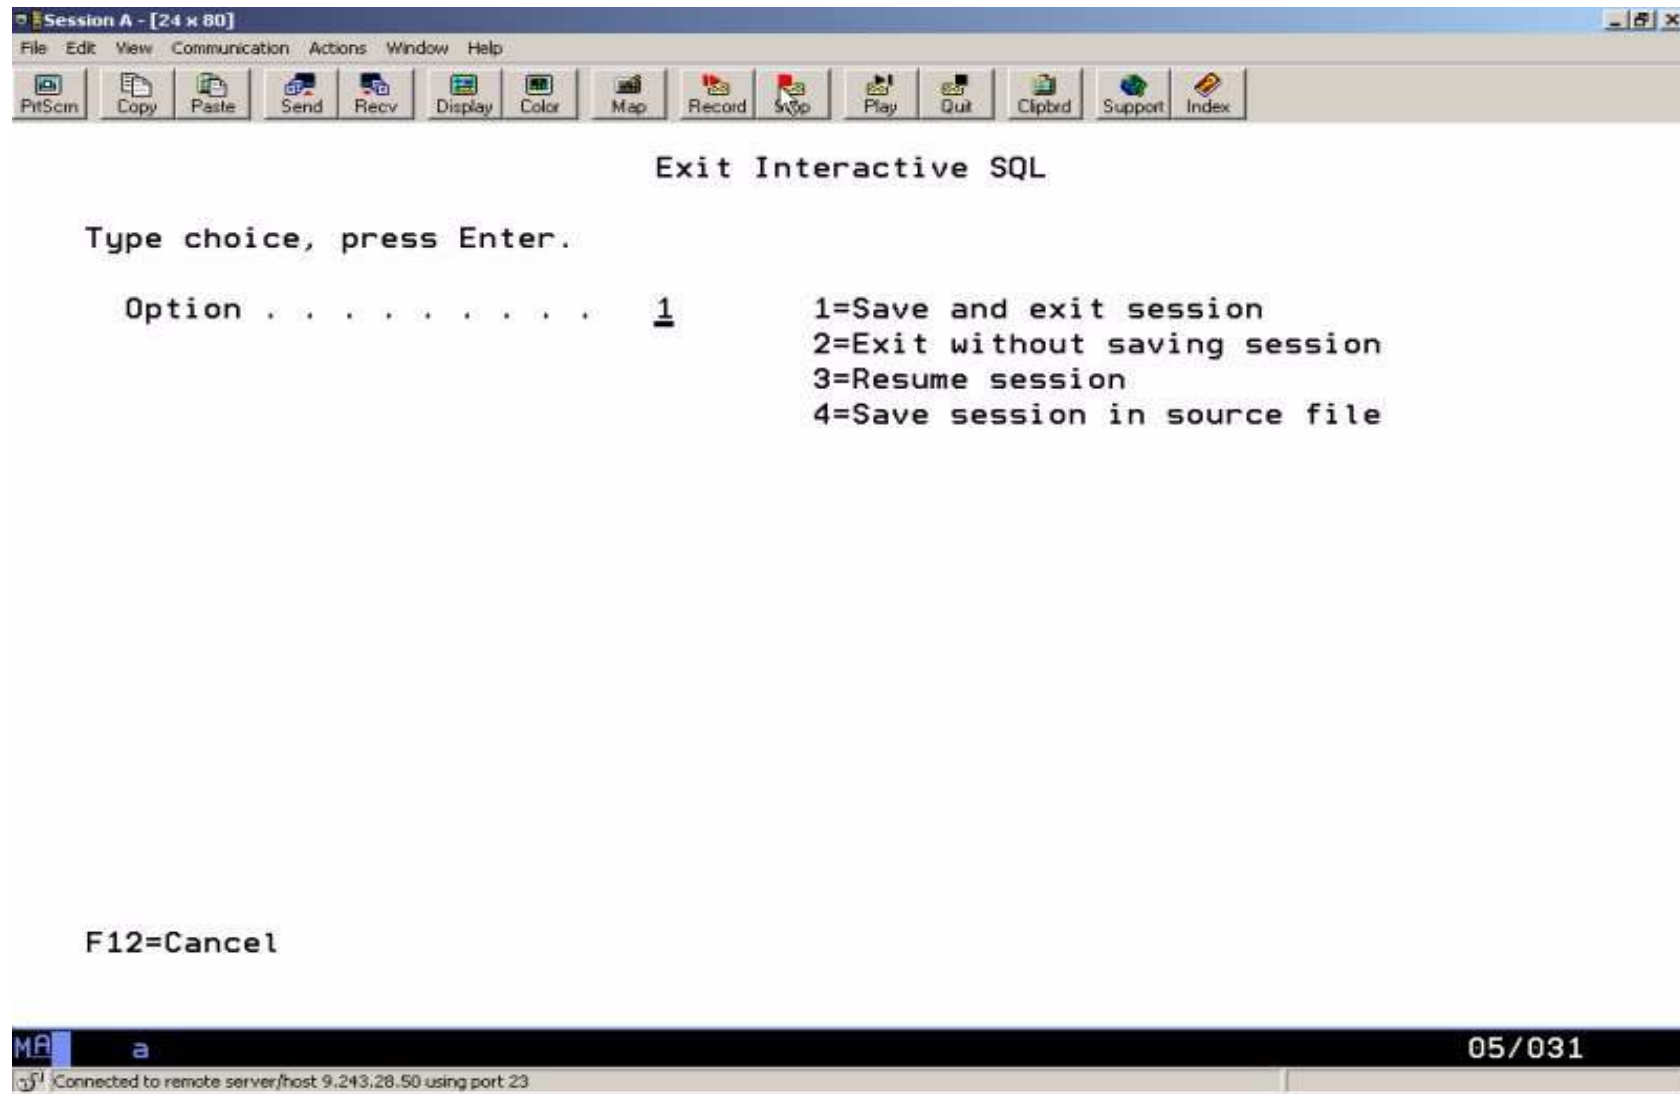 Session A - [24 x 80]
File Edit View Communication Actions Window Help
PrtScrn Copy Paste Send Recv Display Color Map Record Stop Play Quit Clipbrd Support Index
Exit Interactive SQL
Type choice, press Enter.
Option . . . . . . . . . 1 1=Save and exit session
2=Exit without saving session
3=Resume session
4=Save session in source file
F12=Cancel
MA a 05/031
Connected to remote server/host 9.243.28.50 using port 23